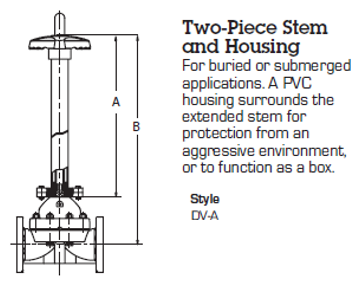 Two-Piece Stem
and Housing
For buried or submerged
applications. A PVC
housing surrounds the
extended stem for
protection from an
aggressive environment,
or to function as a box.
Style
DV-A
A
B